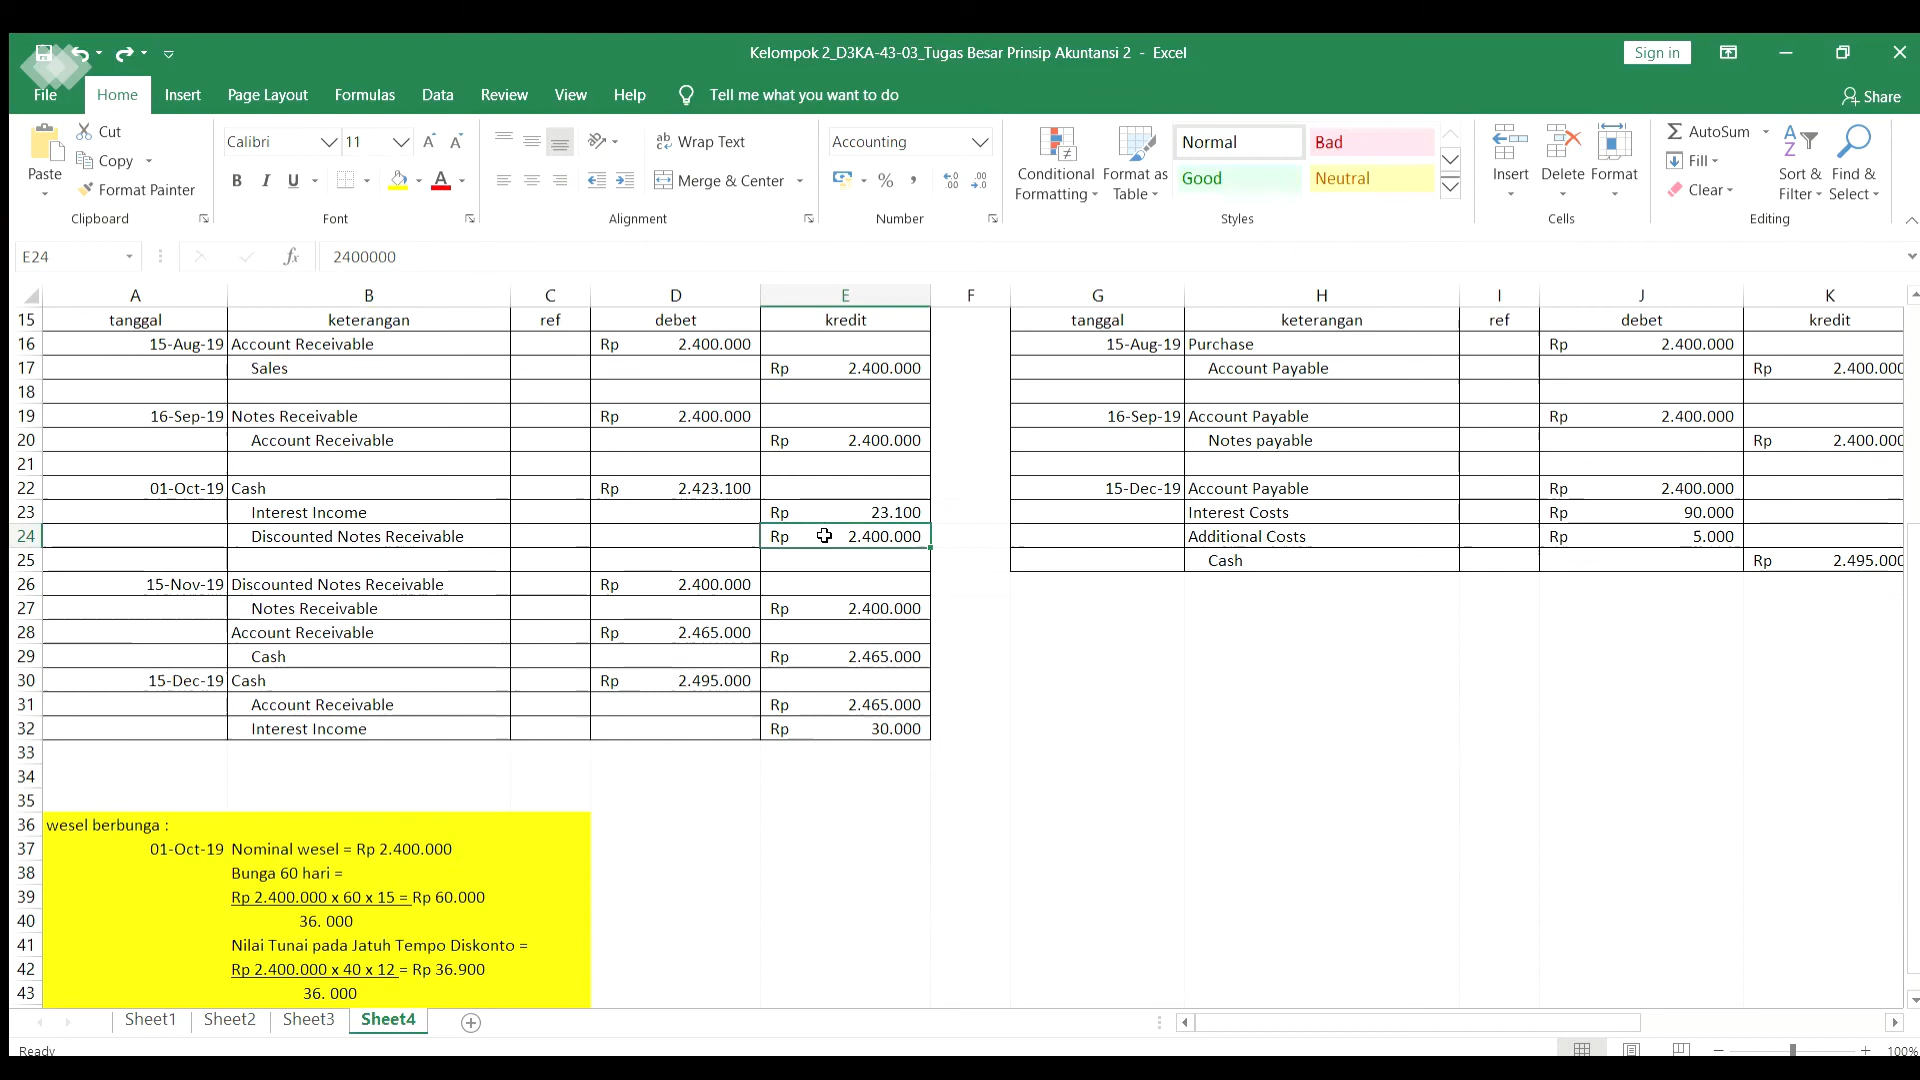 Kelompok 2_D3KA-43-03_Tugas Besar Prinsip Akuntansi 2 - Excel
Sign in
File Home Insert Page Layout Formulas Data Review View Help Tell me what you want to do Share
Paste Cut Copy Format Painter
Clipboard
Calibri 11
B I U A
Font
ab Wrap Text
Merge & Center
Alignment
Accounting
% ,
Number
Conditional Formatting
Format as Table
Normal Bad
Good Neutral
Styles
Insert Delete Format
Cells
AutoSum
Fill
Clear
Sort & Filter
Find & Select
Editing
E24 fx 2400000
A B C D E F G H I J K
15 tanggal keterangan ref debet kredit tanggal keterangan ref debet kredit
16 15-Aug-19 Account Receivable Rp 2.400.000 15-Aug-19 Purchase Rp 2.400.000
17 Sales Rp 2.400.000 Account Payable Rp 2.400.000
18
19 16-Sep-19 Notes Receivable Rp 2.400.000 16-Sep-19 Account Payable Rp 2.400.000
20 Account Receivable Rp 2.400.000 Notes payable Rp 2.400.000
21
22 01-Oct-19 Cash Rp 2.423.100 15-Dec-19 Account Payable Rp 2.400.000
23 Interest Income Rp 23.100 Interest Costs Rp 90.000
24 Discounted Notes Receivable Rp 2.400.000 Additional Costs Rp 5.000
25 Cash Rp 2.495.000
26 15-Nov-19 Discounted Notes Receivable Rp 2.400.000
27 Notes Receivable Rp 2.400.000
28 Account Receivable Rp 2.465.000
29 Cash Rp 2.465.000
30 15-Dec-19 Cash Rp 2.495.000
31 Account Receivable Rp 2.465.000
32 Interest Income Rp 30.000
33
34
35
36 wesel berbunga :
37 01-Oct-19 Nominal wesel = Rp 2.400.000
38 Bunga 60 hari =
39 Rp 2.400.000 x 60 x 15 = Rp 60.000
40 36. 000
41 Nilai Tunai pada Jatuh Tempo Diskonto =
42 Rp 2.400.000 x 40 x 12 = Rp 36.900
43 36. 000
Sheet1 Sheet2 Sheet3 Sheet4
Ready 100%